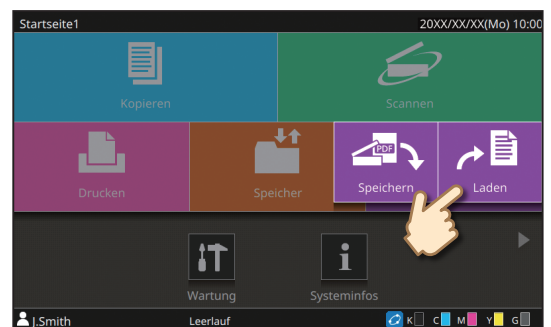 Startseite1 20XX/XX/XX(Mo) 10:00
Kopieren Scannen
PDF
Drucken Speicher Speichern Laden
Wartung Systeminfos
J.Smith Leerlauf K C M Y G